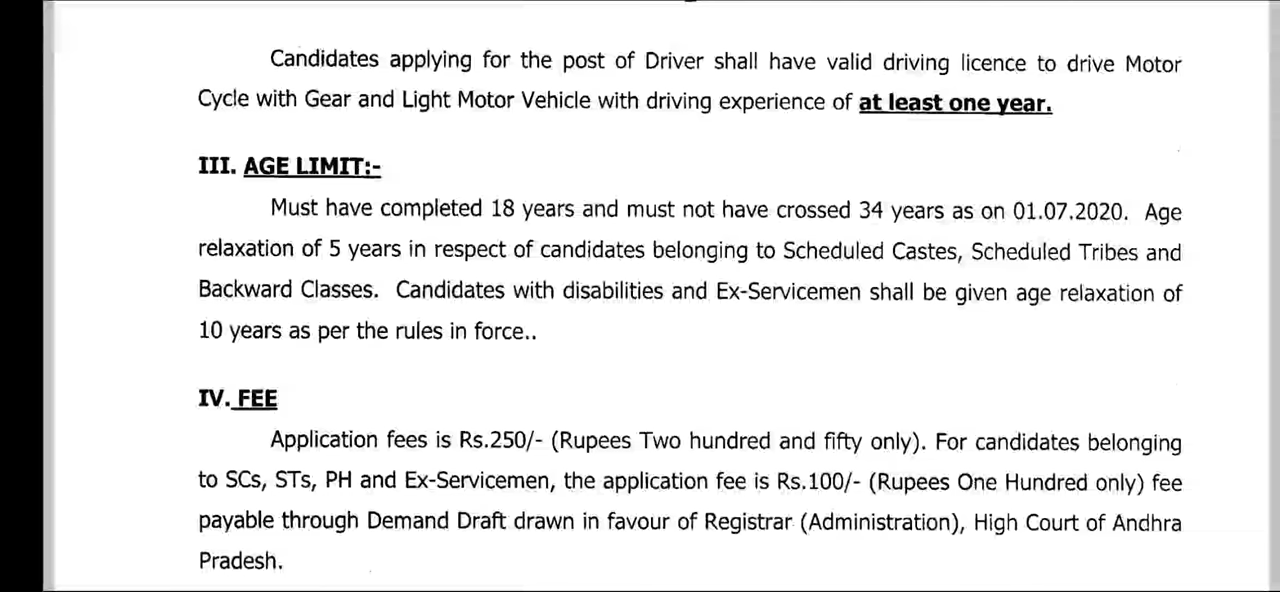 Candidates applying for the post of Driver shall have valid driving licence to drive Motor
Cycle with Gear and Light Motor Vehicle with driving experience of at least one year.
III. AGE LIMIT:-
Must have completed 18 years and must not have crossed 34 years as on 01.07.2020. Age
relaxation of 5 years in respect of candidates belonging to Scheduled Castes, Scheduled Tribes and
Backward Classes. Candidates with disabilities and Ex-Servicemen shall be given age relaxation of
10 years as per the rules in force..
IV. FEE
Application fees is Rs.250/- (Rupees Two hundred and fifty only). For candidates belonging
to SCs, STs, PH and Ex-Servicemen, the application fee is Rs.100/- (Rupees One Hundred only) fee
payable through Demand Draft drawn in favour of Registrar (Administration), High Court of Andhra
Pradesh.